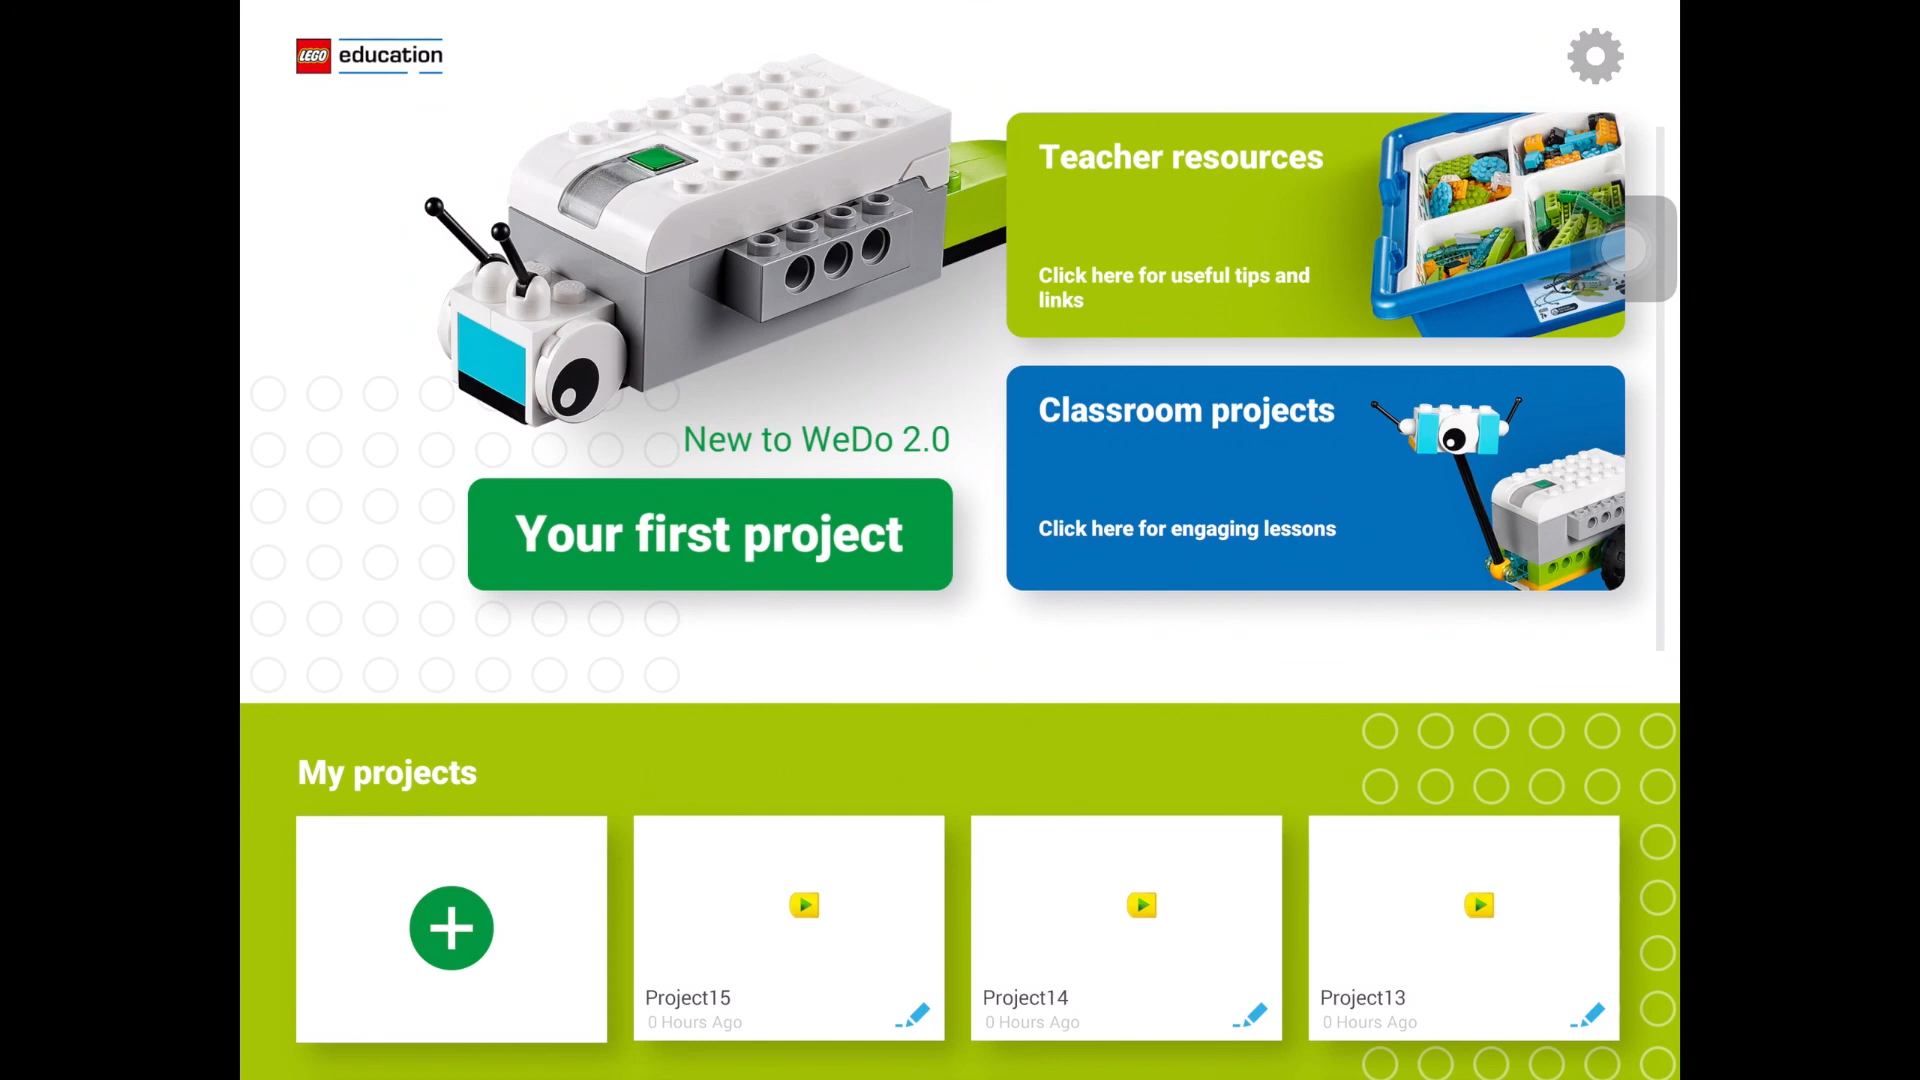 LEGO education
Teacher resources
Click here for useful tips and
links
Classroom projects
Click here for engaging lessons
New to WeDo 2.0
Your first project
My projects
Project15
0 Hours Ago
Project14
0 Hours Ago
Project13
0 Hours Ago